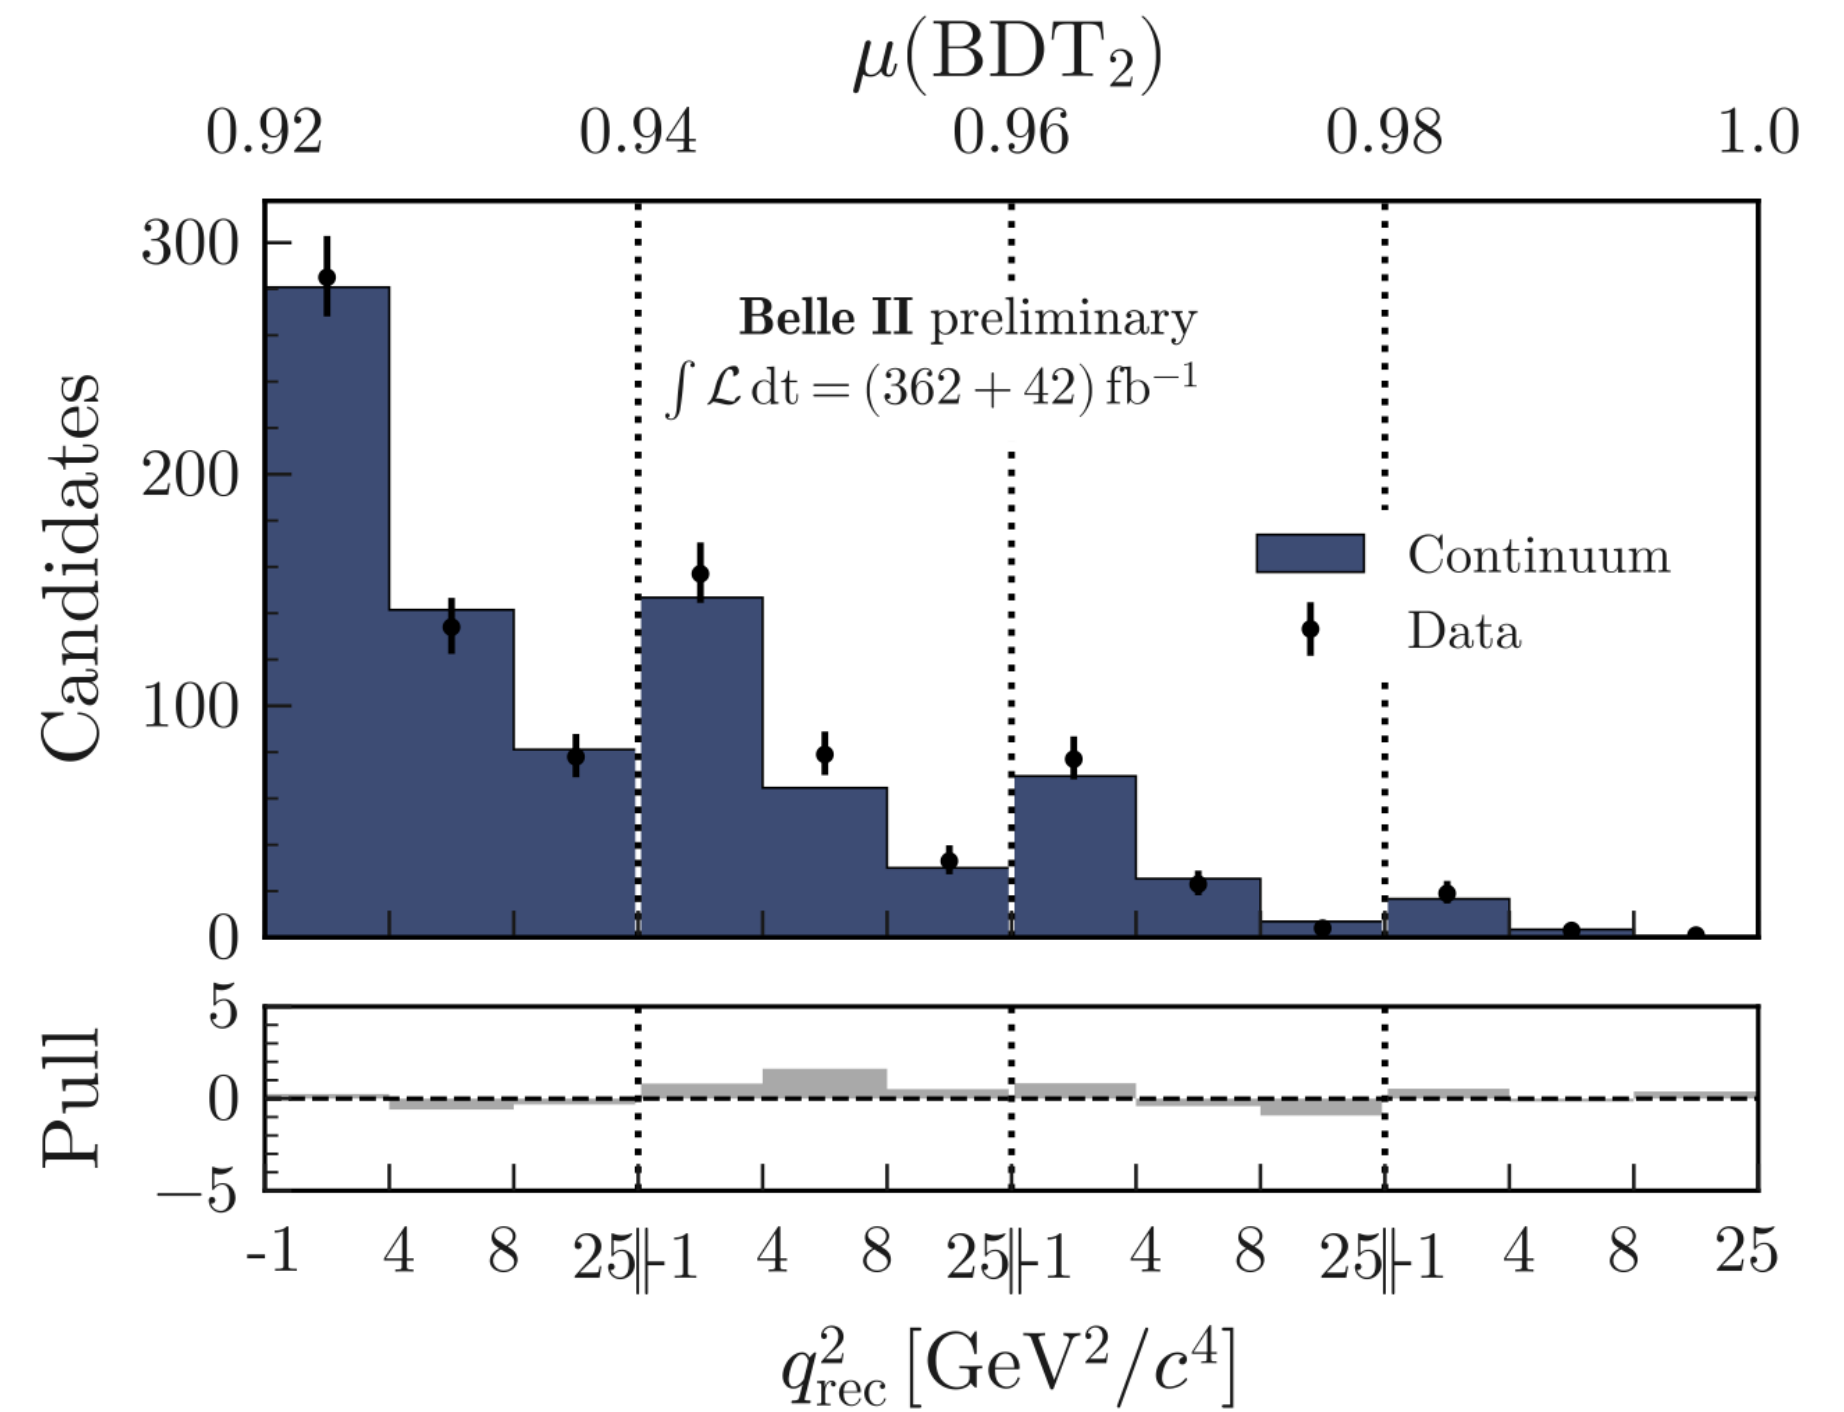 μ(BDT₂)
0.92 0.94 0.96 0.98 1.0
300
200
100
0
Candidates
Belle II preliminary
∫ ℒ dt = (362 + 42) fb⁻¹
Continuum
Data
5
0
−5
Pull
-1 4 8 25||-1 4 8 25||-1 4 8 25||-1 4 8 25
q²rec [GeV²/c⁴]